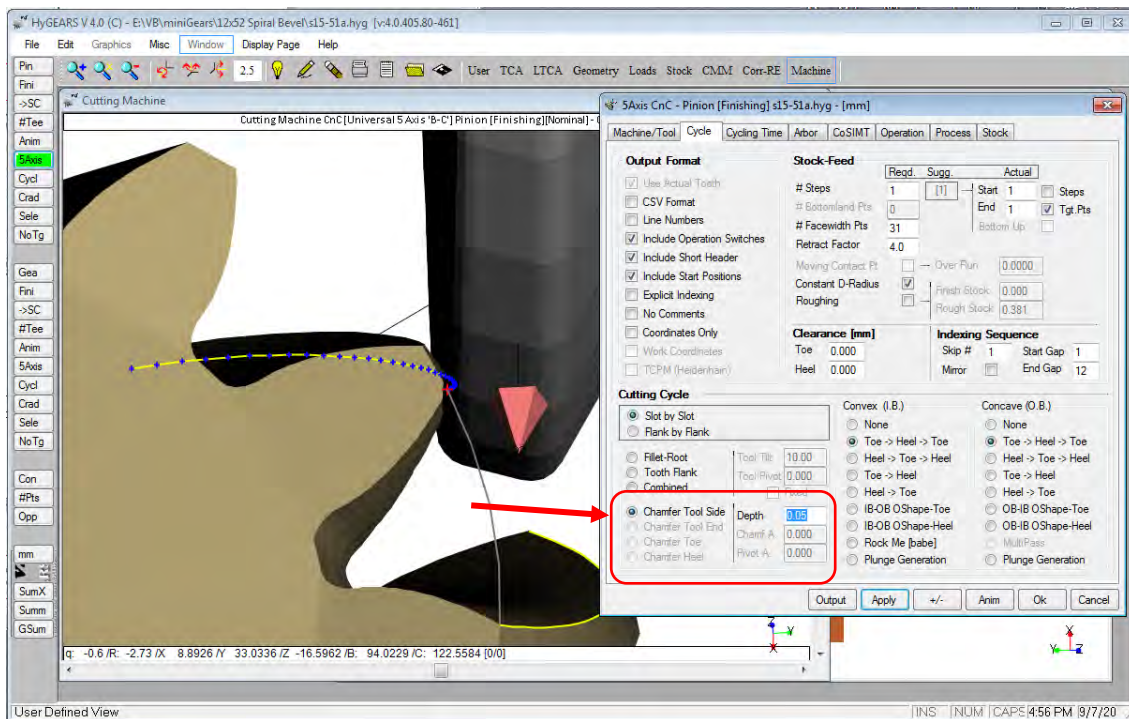 HyGEARS V 4.0 (C) - E:\VB\miniGears\12x52 Spiral Bevel\s15-51a.hyg [v:4.0.405.80-461]
File Edit Graphics Misc Window Display Page Help
2.5 User TCA LTCA Geometry Loads Stock CMM Corr-RE Machine
Pin
Fini
->SC
#Tee
Anim
5Axis
Cycl
Crad
Sele
NoTg
Gea
Fini
->SC
#Tee
Anim
5Axis
Cycl
Crad
Sele
NoTg
Con
#Pts
Opp
mm
SumX
Summ
GSum
Cutting Machine
Cutting Machine CnC [Universal 5 Axis 'B-C'] Pinion [Finishing][Nominal] -
5Axis CnC - Pinion [Finishing] s15-51a.hyg - [mm]
Machine/Tool Cycle Cycling Time Arbor CoSIMT Operation Process Stock
Output Format
Use Actual Tooth
CSV Format
Line Numbers
Include Operation Switches
Include Short Header
Include Start Positions
Explicit Indexing
No Comments
Coordinates Only
Work Coordinates
TCPM (Heidenhain)
Stock-Feed
Reqd. Sugg. Actual
# Steps 1 [1] Start 1 Steps
# Bottomland Pts 0 End 1 Tgt.Pts
# Facewidth Pts 31 Bottom Up
Retract Factor 4.0
Moving Contact Pt Over Run 0.0000
Constant D-Radius Finish Stock 0.000
Roughing Rough Stock 0.381
Clearance [mm] Indexing Sequence
Toe 0.000 Skip # 1 Start Gap 1
Heel 0.000 Mirror End Gap 12
Cutting Cycle
Slot by Slot
Flank by Flank
Fillet-Root Tool Tilt 10.00
Tooth Flank Tool Pivot 0.000
Combined
Chamfer Tool Side Depth 0.05
Chamfer Tool End Chamf A. 0.000
Chamfer Toe Pivot A. 0.000
Chamfer Heel
Convex (I.B.)
None
Toe -> Heel -> Toe
Heel -> Toe -> Heel
Toe -> Heel
Heel -> Toe
IB-OB OShape-Toe
IB-OB OShape-Heel
Rock Me [babe]
Plunge Generation
Concave (O.B.)
None
Toe -> Heel -> Toe
Heel -> Toe -> Heel
Toe -> Heel
Heel -> Toe
OB-IB OShape-Toe
OB-IB OShape-Heel
MultiPass
Plunge Generation
Output Apply +/- Anim Ok Cancel
Z Y X
X Y Z
q: -0.6 /R: -2.73 /X 8.8926 /Y 33.0336 /Z -16.5962 /B: 94.0229 /C: 122.5584 [0/0]
User Defined View INS NUM CAPS 4:56 PM 9/7/20